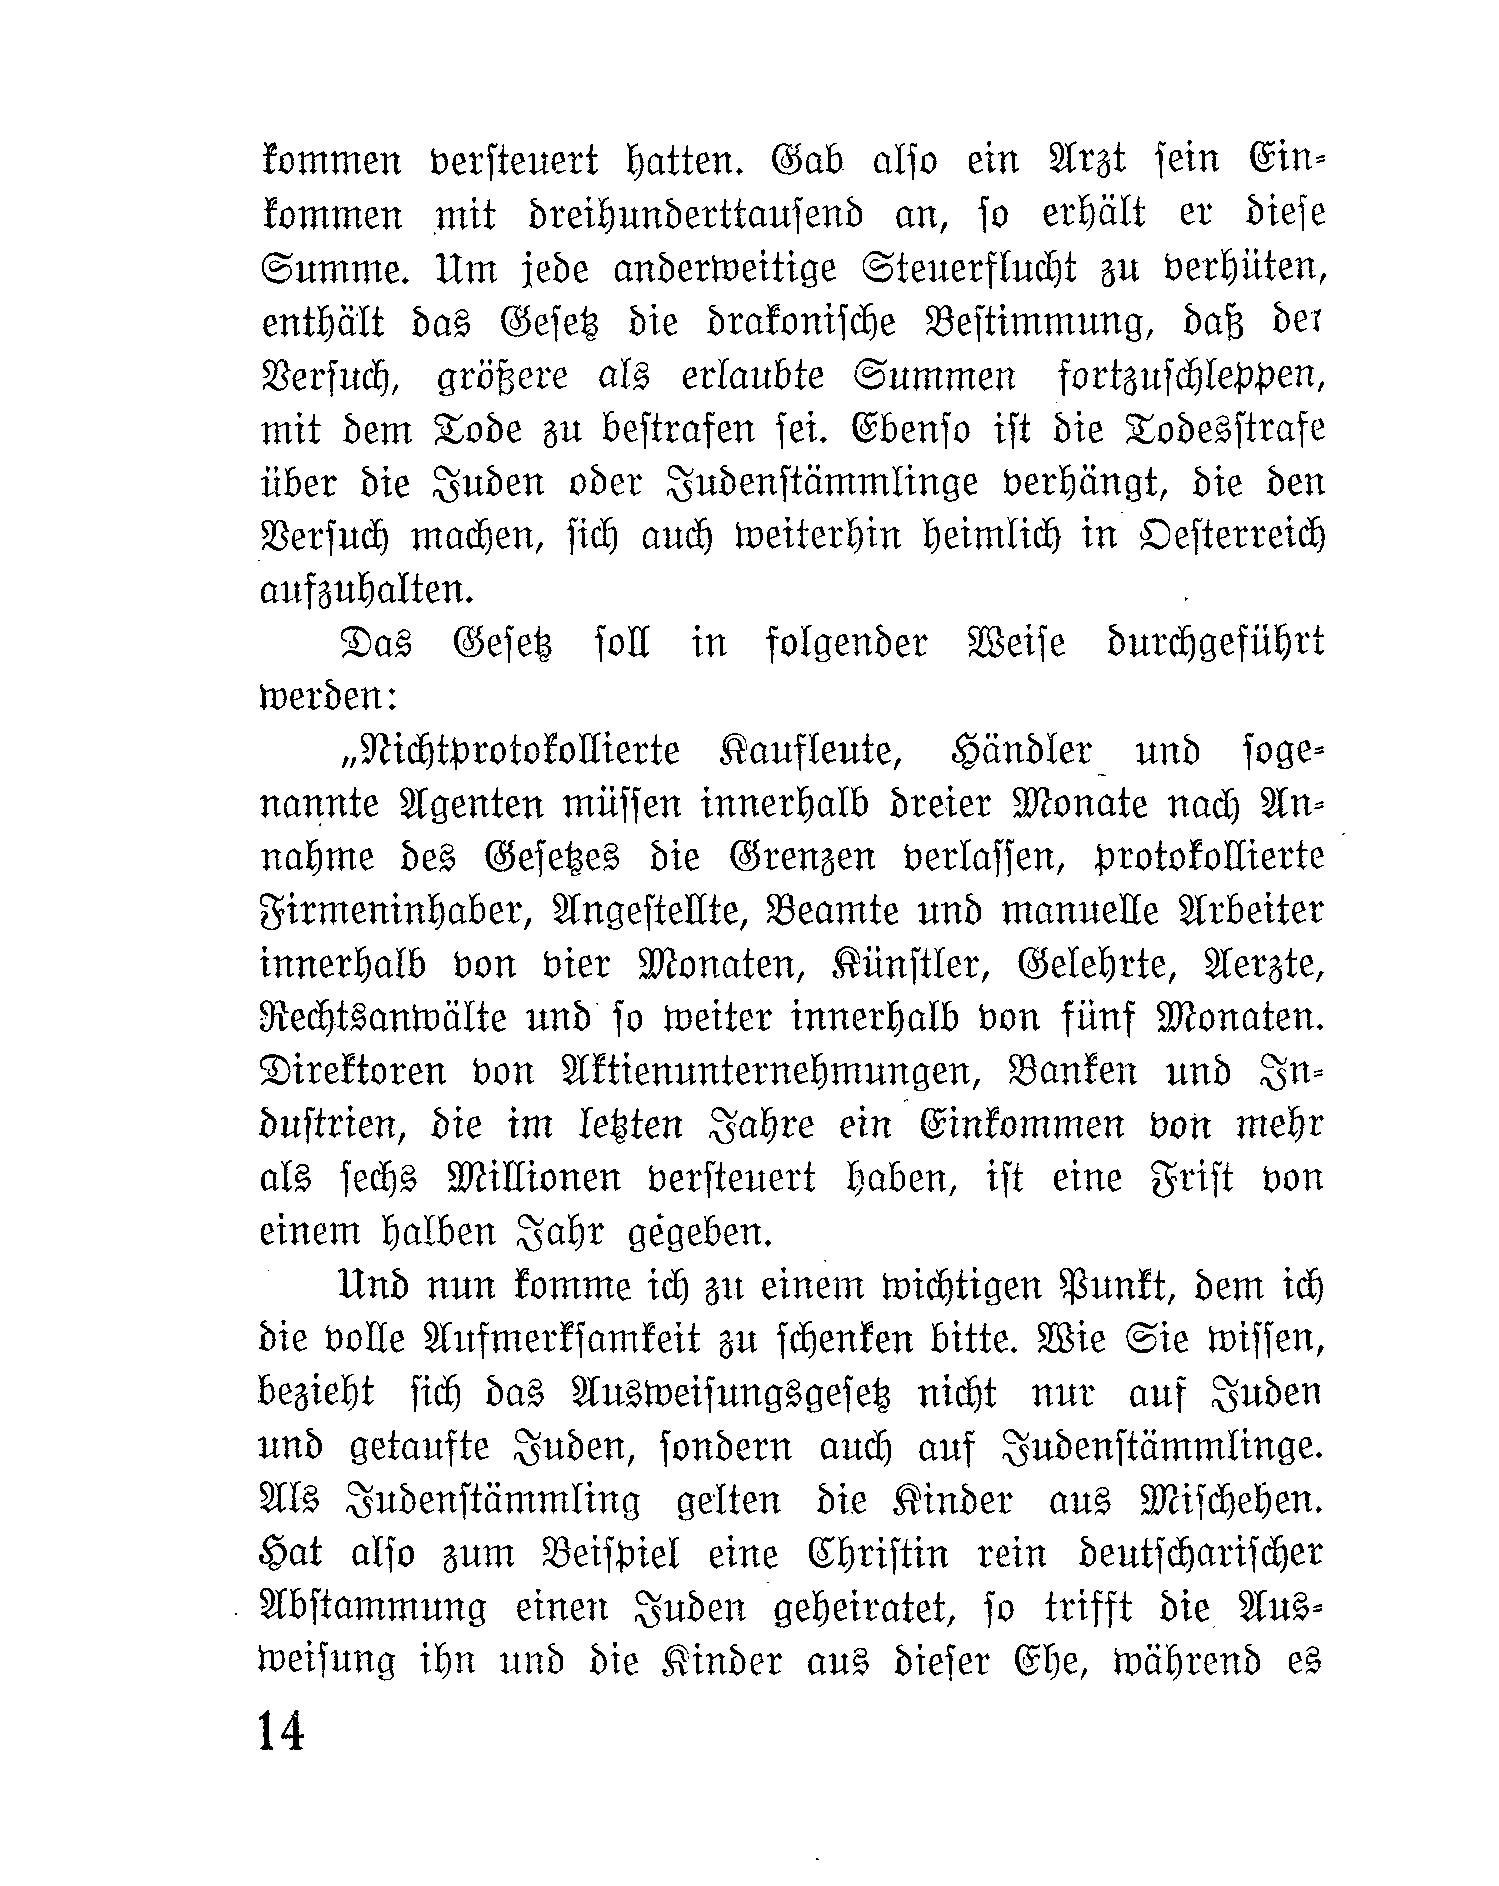 kommen versteuert hatten. Gab also ein Arzt sein Ein-
kommen mit dreihunderttausend an, so erhält er diese
Summe. Um jede anderweitige Steuerflucht zu verhüten,
enthält das Gesetz die drakonische Bestimmung, daß der
Versuch, größere als erlaubte Summen fortzuschleppen,
mit dem Tode zu bestrafen sei. Ebenso ist die Todesstrafe
über die Juden oder Judenstämmlinge verhängt, die den
Versuch machen, sich auch weiterhin heimlich in Oesterreich
aufzuhalten.
Das Gesetz soll in folgender Weise durchgeführt
werden:
„Nichtprotokollierte Kaufleute, Händler und soge-
nannte Agenten müssen innerhalb dreier Monate nach An-
nahme des Gesetzes die Grenzen verlassen, protokollierte
Firmeninhaber, Angestellte, Beamte und manuelle Arbeiter
innerhalb von vier Monaten, Künstler, Gelehrte, Aerzte,
Rechtsanwälte und so weiter innerhalb von fünf Monaten.
Direktoren von Aktienunternehmungen, Banken und In-
dustrien, die im letzten Jahre ein Einkommen von mehr
als sechs Millionen versteuert haben, ist eine Frist von
einem halben Jahr gegeben.
Und nun komme ich zu einem wichtigen Punkt, dem ich
die volle Aufmerksamkeit zu schenken bitte. Wie Sie wissen,
bezieht sich das Ausweisungsgesetz nicht nur auf Juden
und getaufte Juden, sondern auch auf Judenstämmlinge.
Als Judenstämmling gelten die Kinder aus Mischehen.
Hat also zum Beispiel eine Christin rein deutscharischer
Abstammung einen Juden geheiratet, so trifft die Aus-
weisung ihn und die Kinder aus dieser Ehe, während es
14